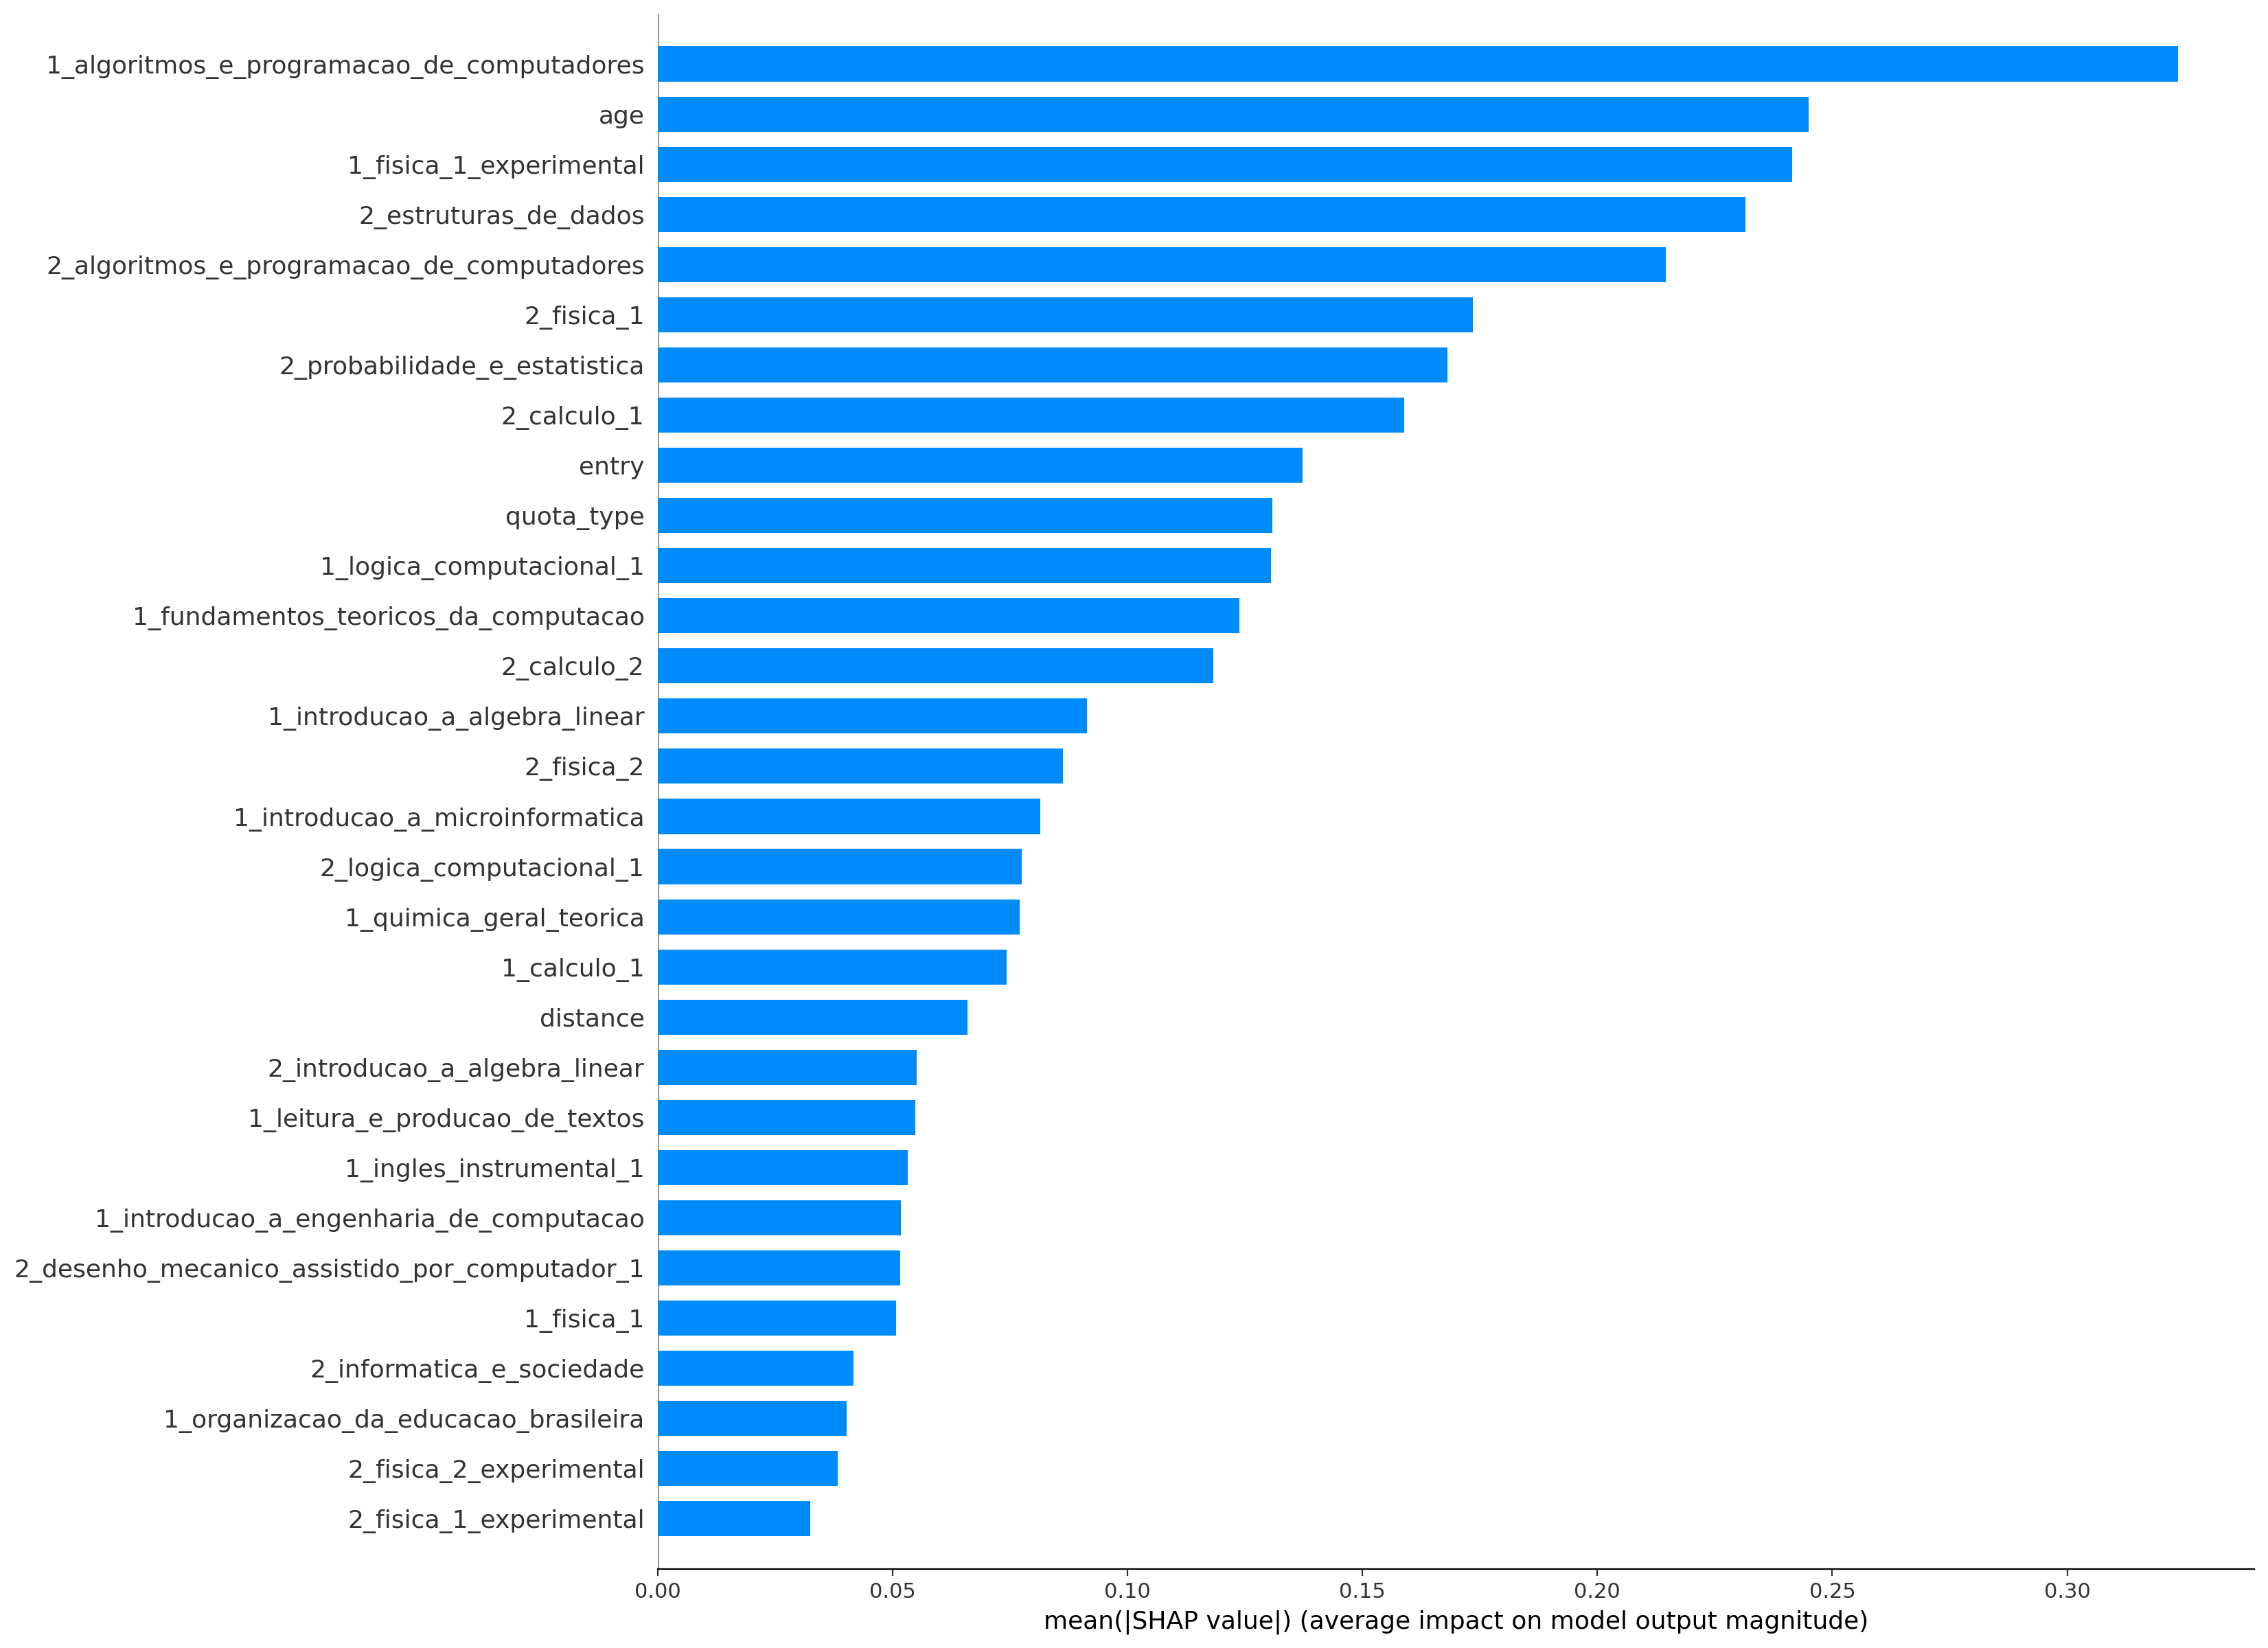 1_algoritmos_e_programacao_de_computadores
age
1_fisica_1_experimental
2_estruturas_de_dados
2_algoritmos_e_programacao_de_computadores
2_fisica_1
2_probabilidade_e_estatistica
2_calculo_1
entry
quota_type
1_logica_computacional_1
1_fundamentos_teoricos_da_computacao
2_calculo_2
1_introducao_a_algebra_linear
2_fisica_2
1_introducao_a_microinformatica
2_logica_computacional_1
1_quimica_geral_teorica
1_calculo_1
distance
2_introducao_a_algebra_linear
1_leitura_e_producao_de_textos
1_ingles_instrumental_1
1_introducao_a_engenharia_de_computacao
2_desenho_mecanico_assistido_por_computador_1
1_fisica_1
2_informatica_e_sociedade
1_organizacao_da_educacao_brasileira
2_fisica_2_experimental
2_fisica_1_experimental
0.00 0.05 0.10 0.15 0.20 0.25 0.30
mean(|SHAP value|) (average impact on model output magnitude)